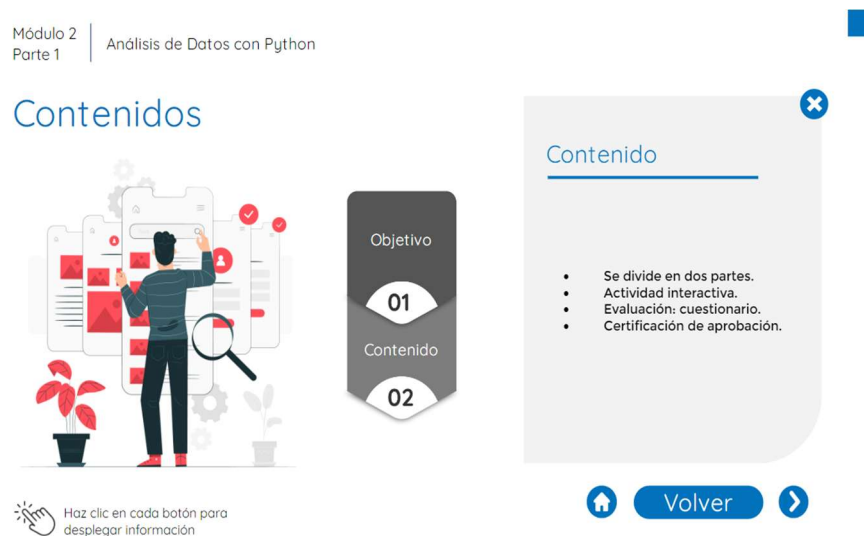 Módulo 2
Parte 1
Análisis de Datos con Python
Contenidos
Objetivo
01
Contenido
02
Contenido
• Se divide en dos partes.
• Actividad interactiva.
• Evaluación: cuestionario.
• Certificación de aprobación.
Haz clic en cada botón para
desplegar información
Volver